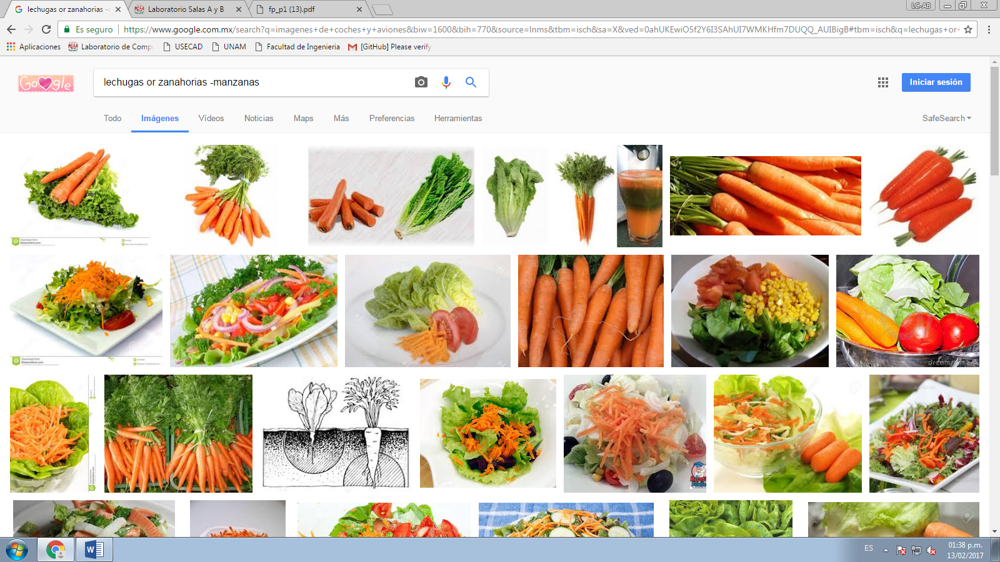 lechugas or zanahorias -
Laboratorio Salas A y B
fp_p1 (13).pdf
LC-AB
Es seguro
https://www.google.com.mx/search?q=imagenes+de+coches+y+aviones&biw=1600&bih=770&source=lnms&tbm=isch&sa=X&ved=0ahUKEwiO5f2Y6I3SAhUI7WMKHfm7DUQQ_AUIBigB#tbm=isch&q=lechugas+or+
Aplicaciones
Laboratorio de Comp
USECAD
UNAM
Facultad de Ingenieria
[GitHub] Please verify
Google
lechugas or zanahorias -manzanas
Iniciar sesión
Todo
Imágenes
Vídeos
Noticias
Maps
Más
Preferencias
Herramientas
SafeSearch
dreamstime
ES
01:38 p.m.
13/02/2017